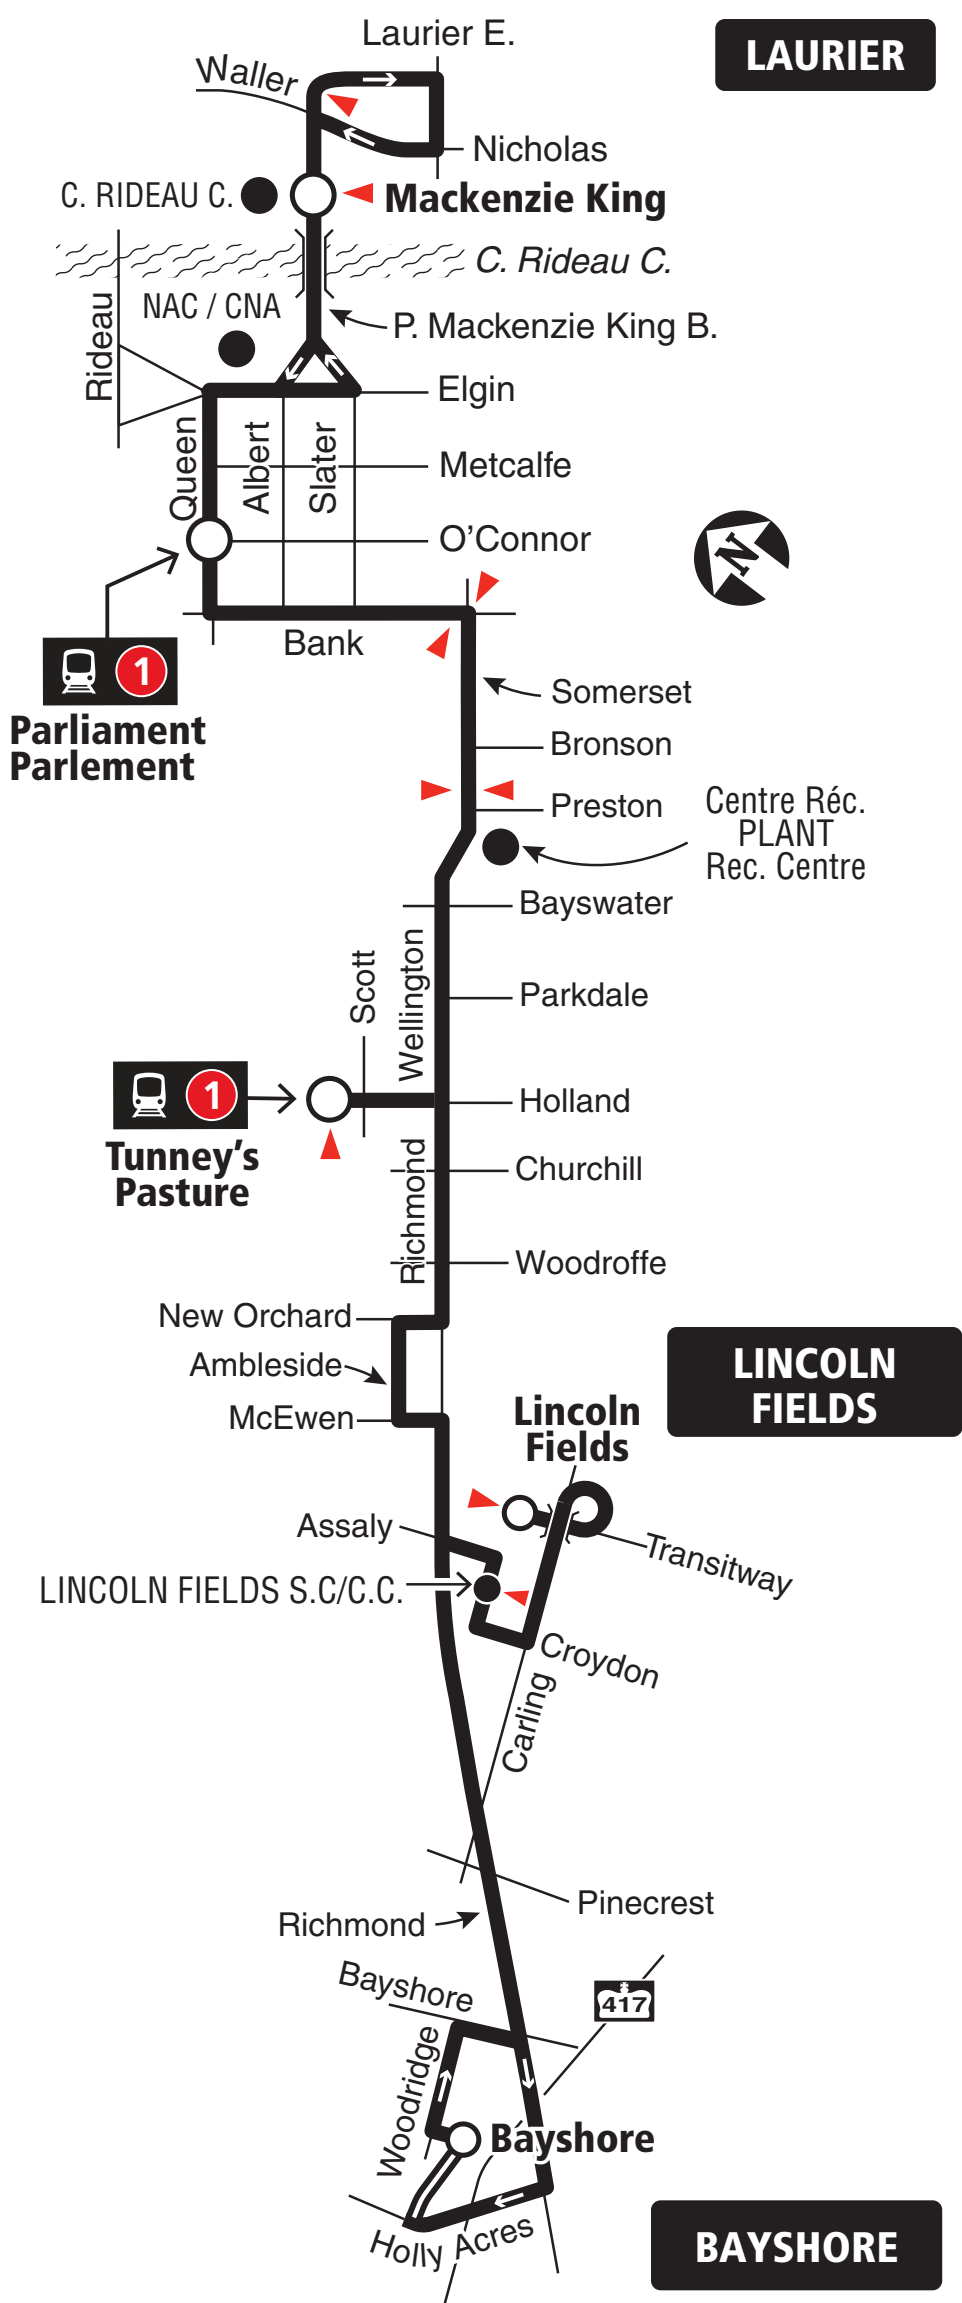 Laurier E.
LAURIER
Waller
Nicholas
C. RIDEAU C.
Mackenzie King
C. Rideau C.
NAC / CNA
P. Mackenzie King B.
Rideau
Elgin
Queen
Albert
Slater
Metcalfe
O'Connor
N
Bank
1
Parliament
Parlement
Somerset
Bronson
Preston
Centre Réc.
PLANT
Rec. Centre
Bayswater
Scott
Wellington
Parkdale
1
Tunney's
Pasture
Holland
Churchill
Richmond
Woodroffe
New Orchard
Ambleside
McEwen
LINCOLN
FIELDS
Lincoln
Fields
Assaly
Transitway
LINCOLN FIELDS S.C/C.C.
Croydon
Carling
Pinecrest
Richmond
Bayshore
417
Woodridge
Bayshore
Holly Acres
BAYSHORE